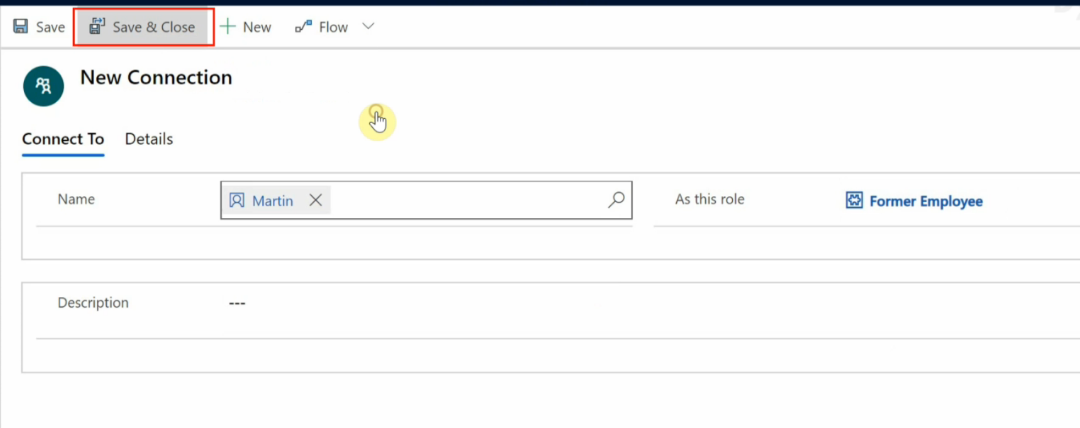 Save Save & Close New Flow
New Connection
Connect To Details
Name Martin As this role Former Employee
Description ---